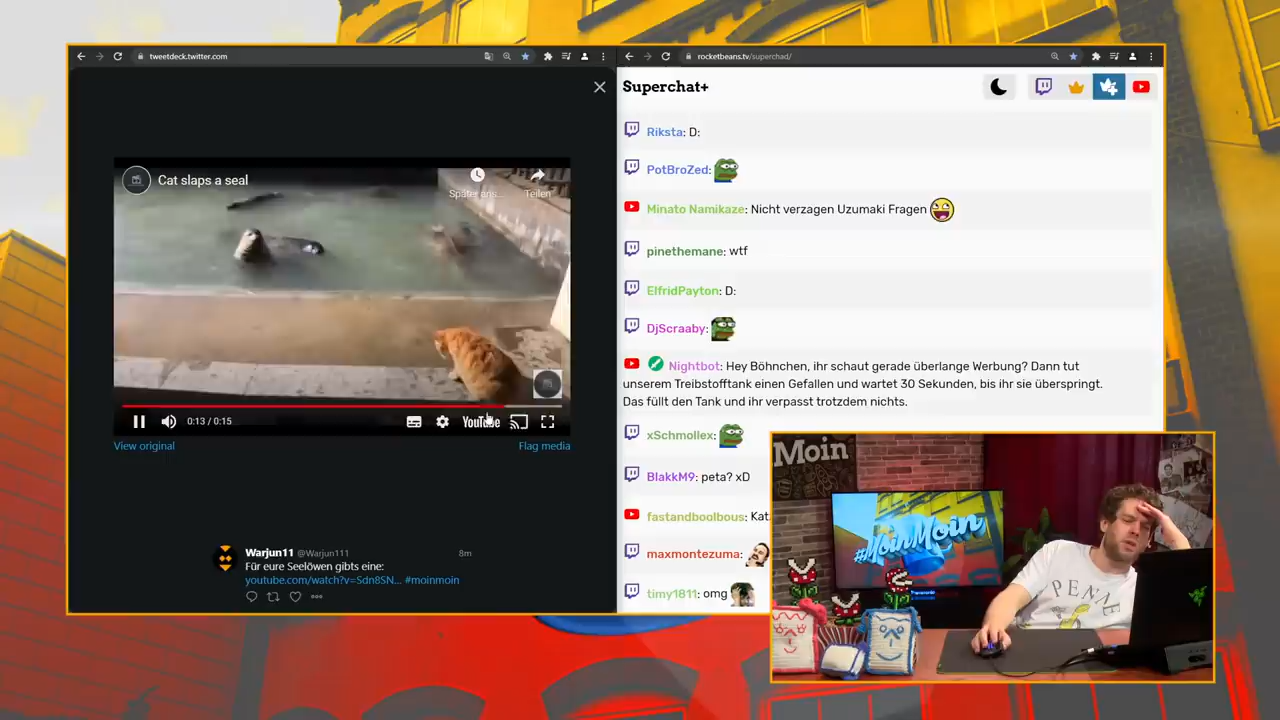 tweetdeck.twitter.com
rocketbeans.tv/superchad/
Cat slaps a seal
Später ans...
Teilen
0:13 / 0:15
YouTube
View original
Flag media
Warjun11 @Warjun111
8m
Für eure Seelöwen gibts eine:
youtube.com/watch?v=Sdn8SN... #moinmoin
Superchat+
Riksta: D:
PotBroZed:
Minato Namikaze: Nicht verzagen Uzumaki Fragen
pinethemane: wtf
ElfridPayton: D:
DjScraaby:
Nightbot: Hey Böhnchen, ihr schaut gerade überlange Werbung? Dann tut
unserem Treibstofftank einen Gefallen und wartet 30 Sekunden, bis ihr sie überspringt.
Das füllt den Tank und ihr verpasst trotzdem nichts.
xSchmollex:
BlakkM9: peta? xD
fastandboolbous: Kat
maxmontezuma:
timy1811: omg
Moin
#MoinMoin
PENNE